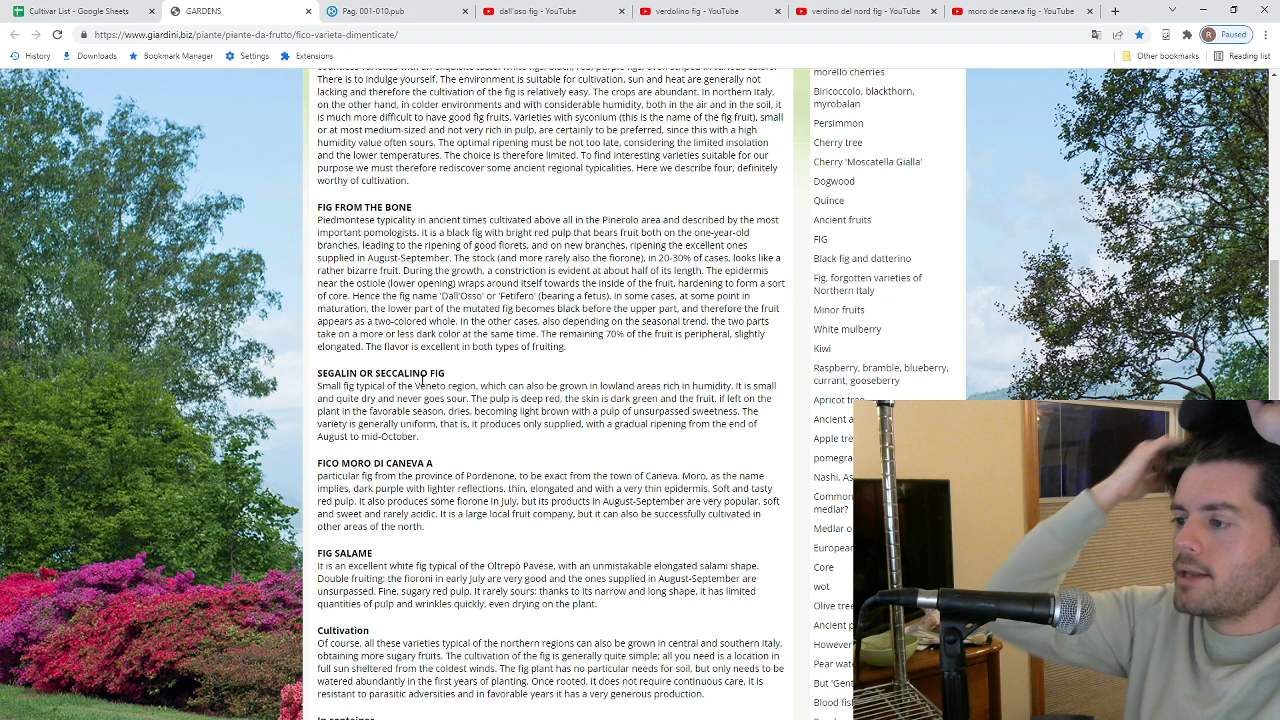 Cultivar List - Google Sheets
GARDENS
Pag. 001-010.pub
dall'oso fig - YouTube
verdolino fig - YouTube
verdino del nord fig - YouTube
moro de caneva fig - YouTube
https://www.giardini.biz/piante/piante-da-frutto/fico-varieta-dimenticate/
R Paused
History
Downloads
Bookmark Manager
Settings
Extensions
Other bookmarks
Reading list
There is to indulge yourself. The environment is suitable for cultivation, sun and heat are generally not
lacking and therefore the cultivation of the fig is relatively easy. The crops are abundant. In northern Italy,
on the other hand, in colder environments and with considerable humidity, both in the air and in the soil, it
is much more difficult to have good fig fruits. Varieties with syconium (this is the name of the fig fruit), small
or at most medium-sized and not very rich in pulp, are certainly to be preferred, since this with a high
humidity value often sours. The optimal ripening must be not too late, considering the limited insolation
and the lower temperatures. The choice is therefore limited. To find interesting varieties suitable for our
purpose we must therefore rediscover some ancient regional typicalities. Here we describe four, definitely
worthy of cultivation.
FIG FROM THE BONE
Piedmontese typicality in ancient times cultivated above all in the Pinerolo area and described by the most
important pomologists. It is a black fig with bright red pulp that bears fruit both on the one-year-old
branches, leading to the ripening of good florets, and on new branches, ripening the excellent ones
supplied in August-September. The stock (and more rarely also the fiorone), in 20-30% of cases, looks like a
rather bizarre fruit. During the growth, a constriction is evident at about half of its length. The epidermis
near the ostiole (lower opening) wraps around itself towards the inside of the fruit, hardening to form a sort
of core. Hence the fig name 'Dall'Osso' or 'Fetifero' (bearing a fetus). In some cases, at some point in
maturation, the lower part of the mutated fig becomes black before the upper part, and therefore the fruit
appears as a two-colored whole. In the other cases, also depending on the seasonal trend, the two parts
take on a more or less dark color at the same time. The remaining 70% of the fruit is peripheral, slightly
elongated. The flavor is excellent in both types of fruiting.
SEGALIN OR SECCALINO FIG
Small fig typical of the Veneto region, which can also be grown in lowland areas rich in humidity. It is small
and quite dry and never goes sour. The pulp is deep red, the skin is dark green and the fruit, if left on the
plant in the favorable season, dries, becoming light brown with a pulp of unsurpassed sweetness. The
variety is generally uniform, that is, it produces only supplied, with a gradual ripening from the end of
August to mid-October.
FICO MORO DI CANEVA A
particular fig from the province of Pordenone, to be exact from the town of Caneva. Moro, as the name
implies, dark purple with lighter reflections, thin, elongated and with a very thin epidermis. Soft and tasty
red pulp. It also produces some fiorone in July, but its products in August-September are very popular, soft
and sweet and rarely acidic. It is a large local fruit company, but it can also be successfully cultivated in
other areas of the north.
FIG SALAME
It is an excellent white fig typical of the Oltrepò Pavese, with an unmistakable elongated salami shape.
Double fruiting: the fioroni in early July are very good and the ones supplied in August-September are
unsurpassed. Fine, sugary red pulp. It rarely sours: thanks to its narrow and long shape. It has limited
quantities of pulp and wrinkles quickly, even drying on the plant.
Cultivation
Of course, all these varieties typical of the northern regions can also be grown in central and southern Italy,
obtaining more sugary fruits. The cultivation of the fig is generally quite simple; all you need is a location in
full sun sheltered from the coldest winds. The fig plant has no particular needs for soil, but only needs to be
watered abundantly in the first years of planting. Once rooted, it does not require continuous care, it is
resistant to parasitic adversities and in favorable years it has a very generous production.
In container
morello cherries
Biricoccolo, blackthorn,
myrobalan
Persimmon
Cherry tree
Cherry 'Moscatella Gialla'
Dogwood
Quince
Ancient fruits
FIG
Black fig and datterino
Fig, forgotten varieties of
Northern Italy
Minor fruits
White mulberry
Kiwi
Raspberry, bramble, blueberry,
currant, gooseberry
Apricot tree
Ancient a
Apple tre
pomegra
Nashi, As
Common
medlar?
Medlar o
European
Core
wot
Olive tree
Ancient p
However
Pear wate
But 'Gent
Blood fis